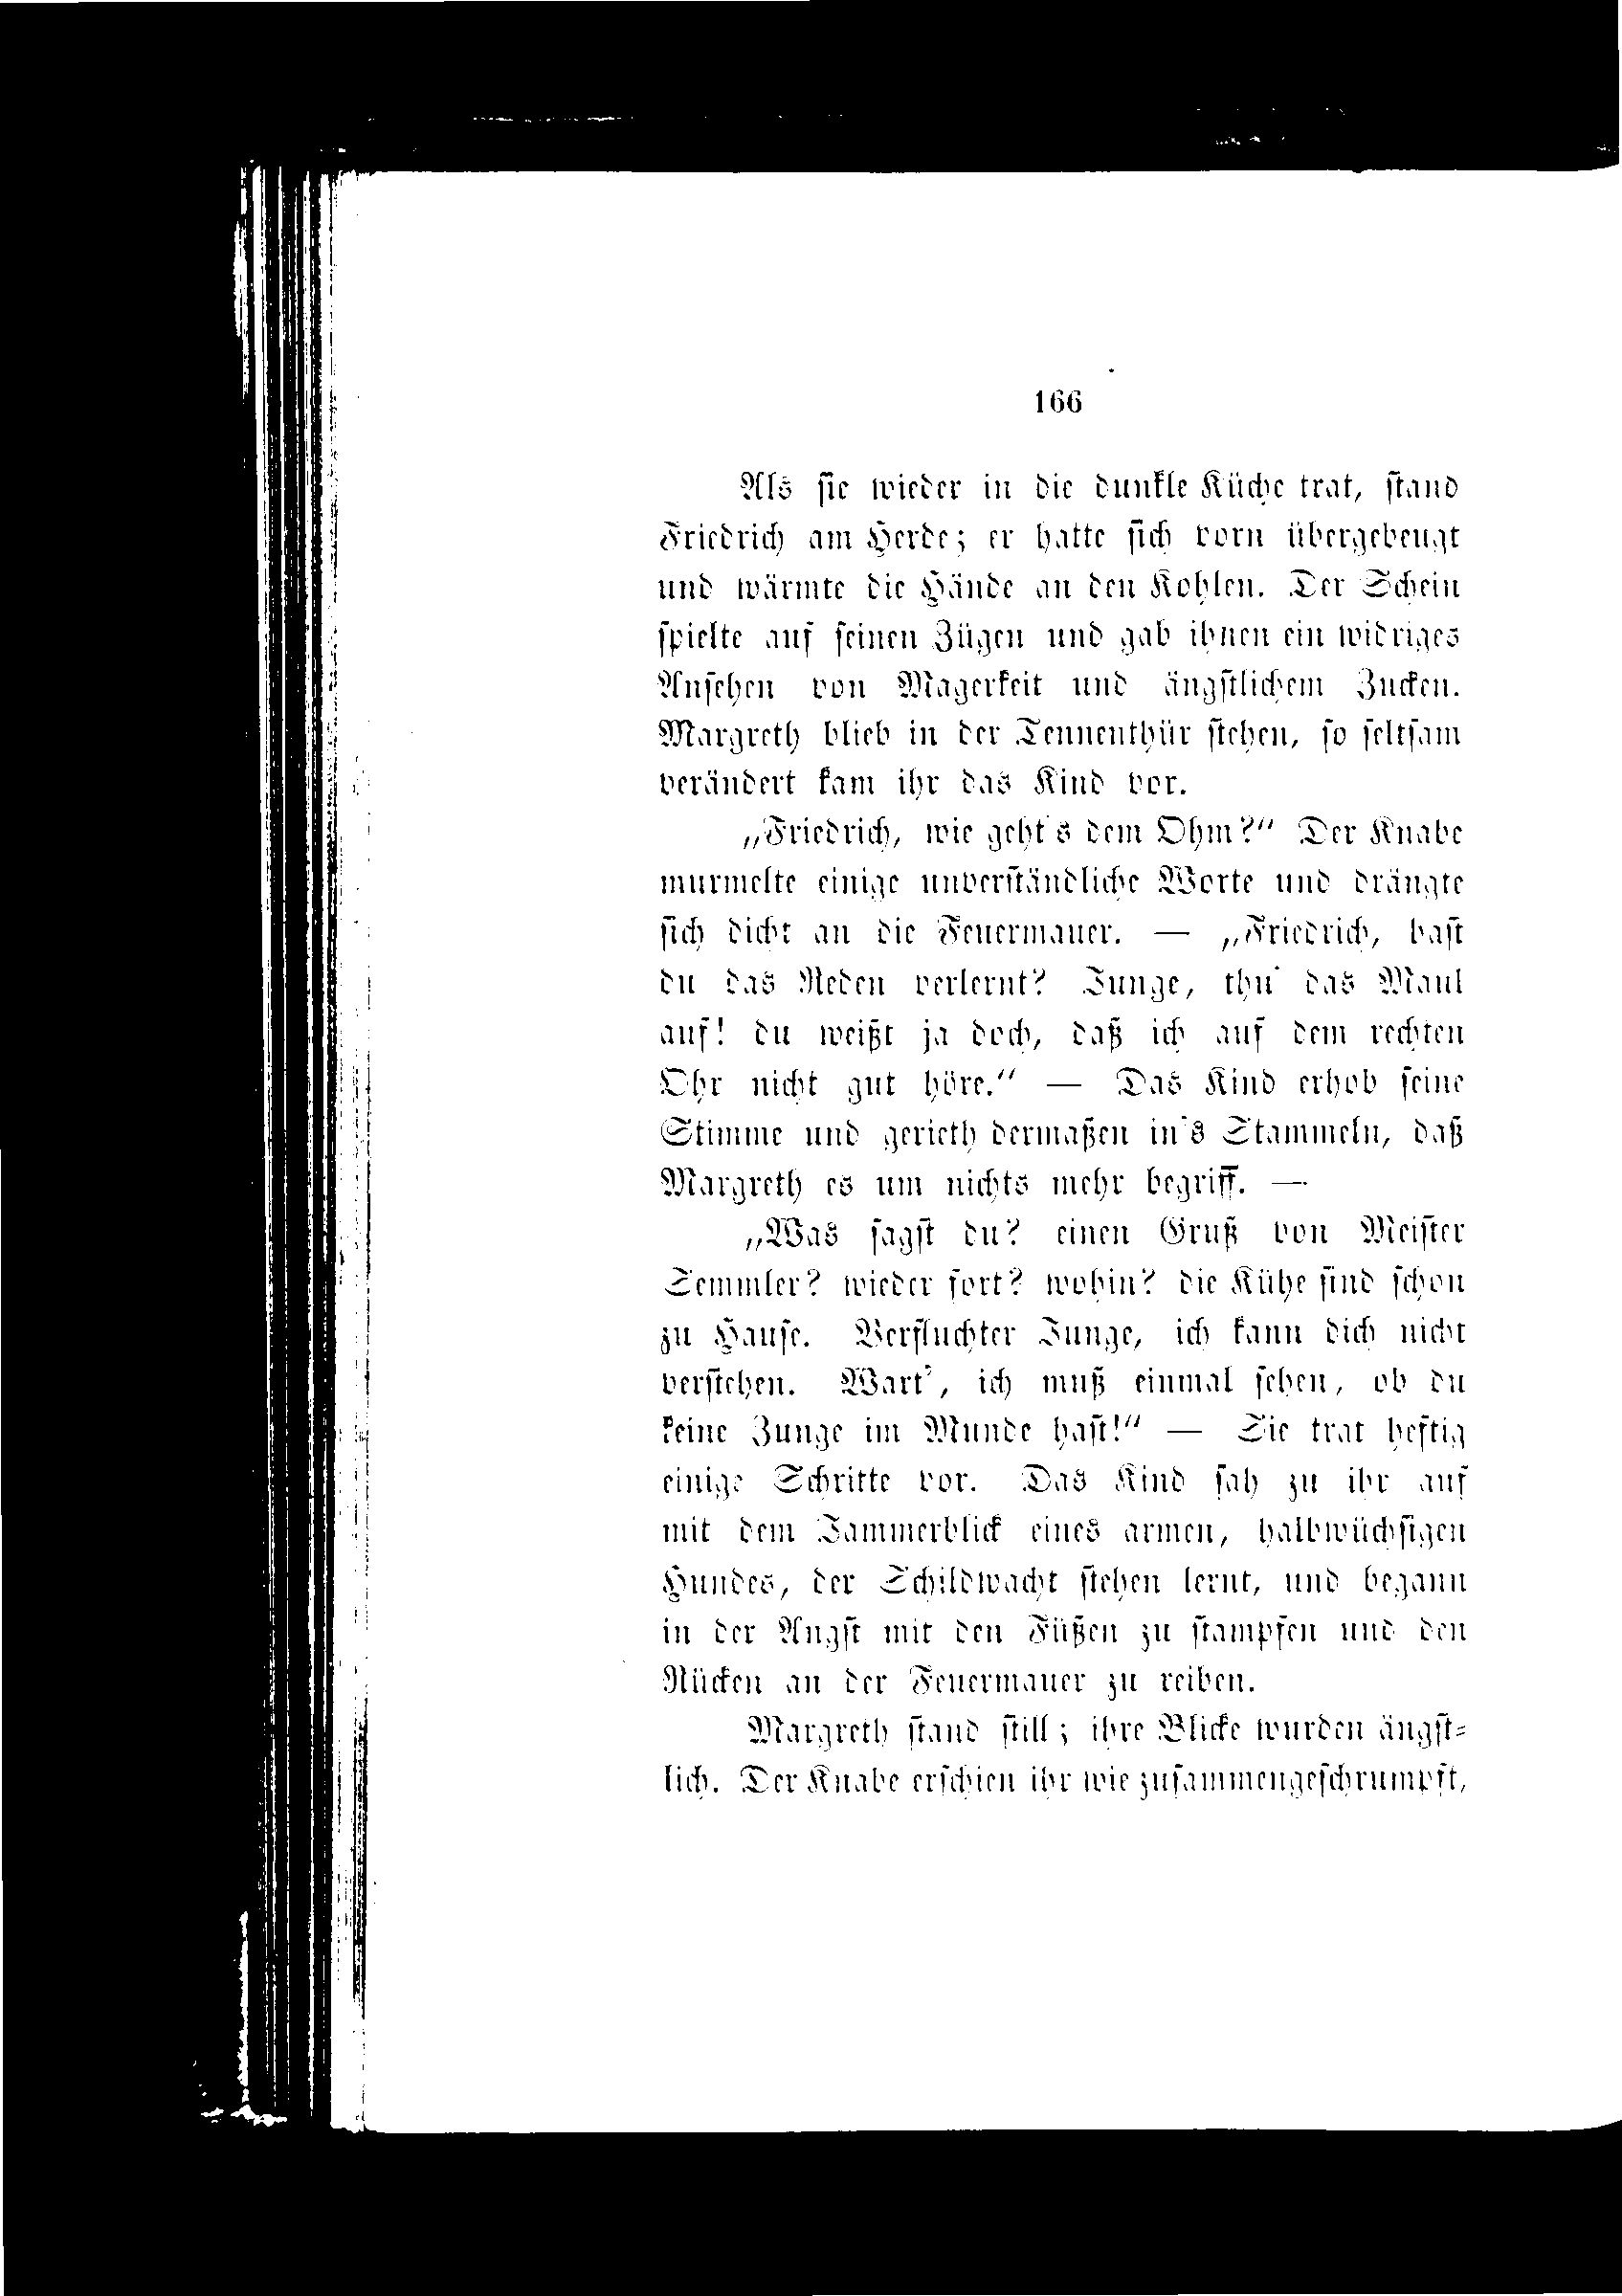 166
Als sie wieder in die dunkle Küche trat, stand
Friedrich am Herde; er hatte sich vorn übergebeugt
und wärmte die Hände an den Kohlen. Der Schein
spielte auf seinen Zügen und gab ihnen ein widriges
Ansehen von Magerkeit und ängstlichem Zucken.
Margreth blieb in der Tennenthür stehen, so seltsam
verändert kam ihr das Kind vor.
„Friedrich, wie geht's dem Ohm?“ Der Knabe
murmelte einige unverständliche Worte und drängte
sich dicht an die Feuermauer. — „Friedrich, hast
du das Reden verlernt? Junge, thu' das Maul
auf! du weißt ja doch, daß ich auf dem rechten
Ohr nicht gut höre.“ — Das Kind erhob seine
Stimme und gerieth dermaßen in's Stammeln, daß
Margreth es um nichts mehr begriff. —
„Was sagst du? einen Gruß von Meister
Semmler? wieder fort? wohin? die Kühe sind schon
zu Hause. Verfluchter Junge, ich kann dich nicht
verstehen. Wart', ich muß einmal sehen, ob du
keine Zunge im Munde hast!“ — Sie trat heftig
einige Schritte vor. Das Kind sah zu ihr auf
mit dem Jammerblick eines armen, halbwüchsigen
Hundes, der Schildwacht stehen lernt, und begann
in der Angst mit den Füßen zu stampfen und den
Rücken an der Feuermauer zu reiben.
Margreth stand still; ihre Blicke wurden ängst-
lich. Der Knabe erschien ihr wie zusammengeschrumpft,